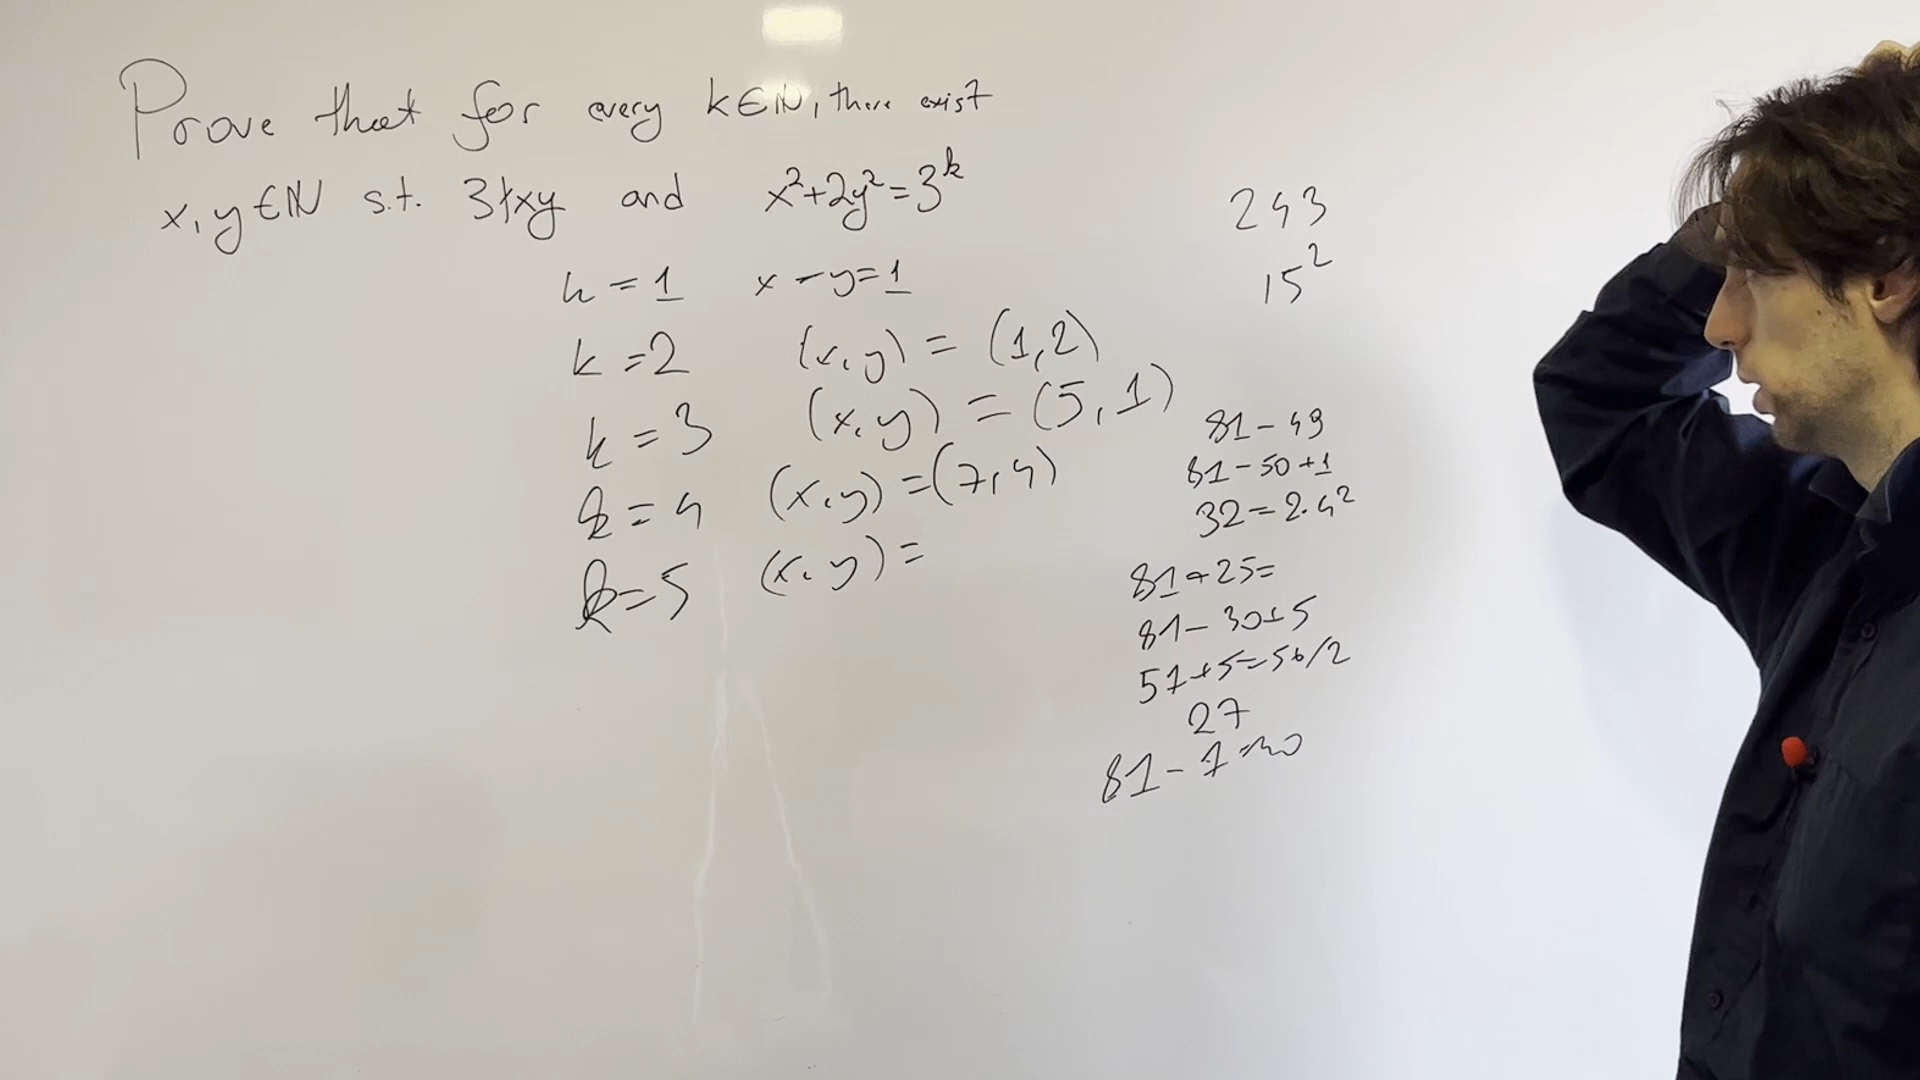 Prove that for every k∈ℕ, there exist
x, y ∈ ℕ s.t. 3∤xy and x²+2y²=3^k
k = 1 x = y = 1
k = 2 (x, y) = (1, 2)
k = 3 (x, y) = (5, 1)
k = 4 (x, y) = (7, 4)
k = 5 (x, y) =
243
15²
81 - 49
81 - 50 + 1
32 = 2·4²
81 - 25 =
81 - 30 + 5
51 + 5 = 56/2
27
81 -